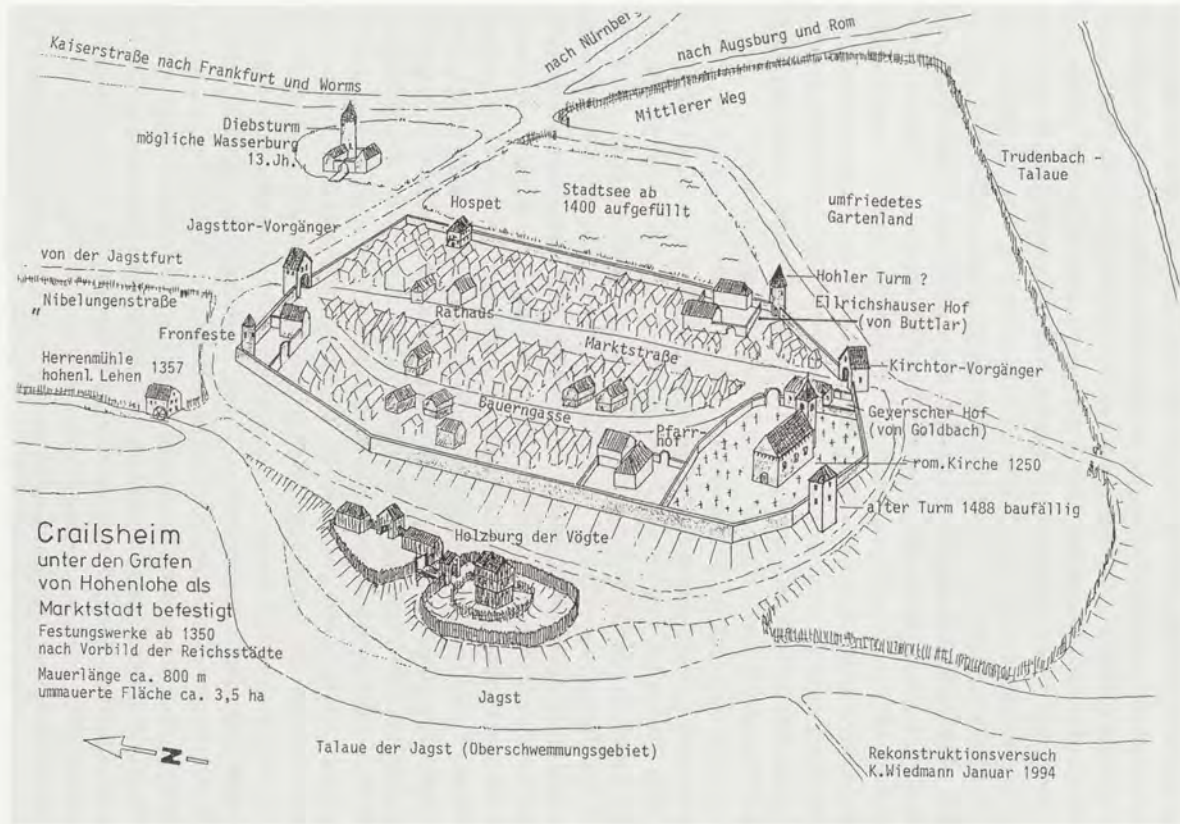 Kaiserstraße nach Frankfurt und Worms
nach Nürnberg
nach Augsburg und Rom
Mittlerer Weg
Diebsturm
mögliche Wasserburg
13.Jh.
Trudenbach -
Talaue
Stadtsee ab
1400 aufgefüllt
umfriedetes
Gartenland
Hospet
Jagsttor-Vorgänger
von der Jagstfurt
Nibelungenstraße
"
Hohler Turm ?
Ellrichshauser Hof
(von Buttlar)
Rathaus
Marktstraße
Fronfeste
Herrenmühle 1357
hohenl. Lehen
Kirchtor-Vorgänger
Bauerngasse
Pfarr-
hof
Geyerscher Hof
(von Goldbach)
rom.Kirche 1250
alter Turm 1488 baufällig
Holzburg der Vögte
Crailsheim
unter den Grafen
von Hohenlohe als
Marktstadt befestigt
Festungswerke ab 1350
nach Vorbild der Reichsstädte
Mauerlänge ca. 800 m
ummauerte Fläche ca. 3,5 ha
Jagst
N
Talaue der Jagst (Oberschwemmungsgebiet)
Rekonstruktionsversuch
K.Wiedmann Januar 1994